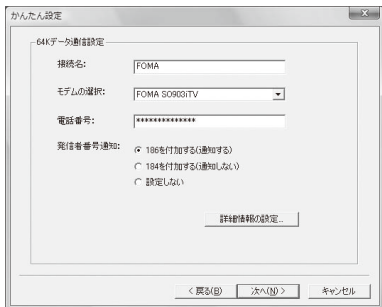 かんたん設定
64Kデータ通信設定
接続名: FOMA
モデムの選択: FOMA SO903iTV
電話番号: **************
発信者番号通知: 186を付加する(通知する)
184を付加する(通知しない)
設定しない
詳細情報の設定...
< 戻る(B) 次へ(N) > キャンセル